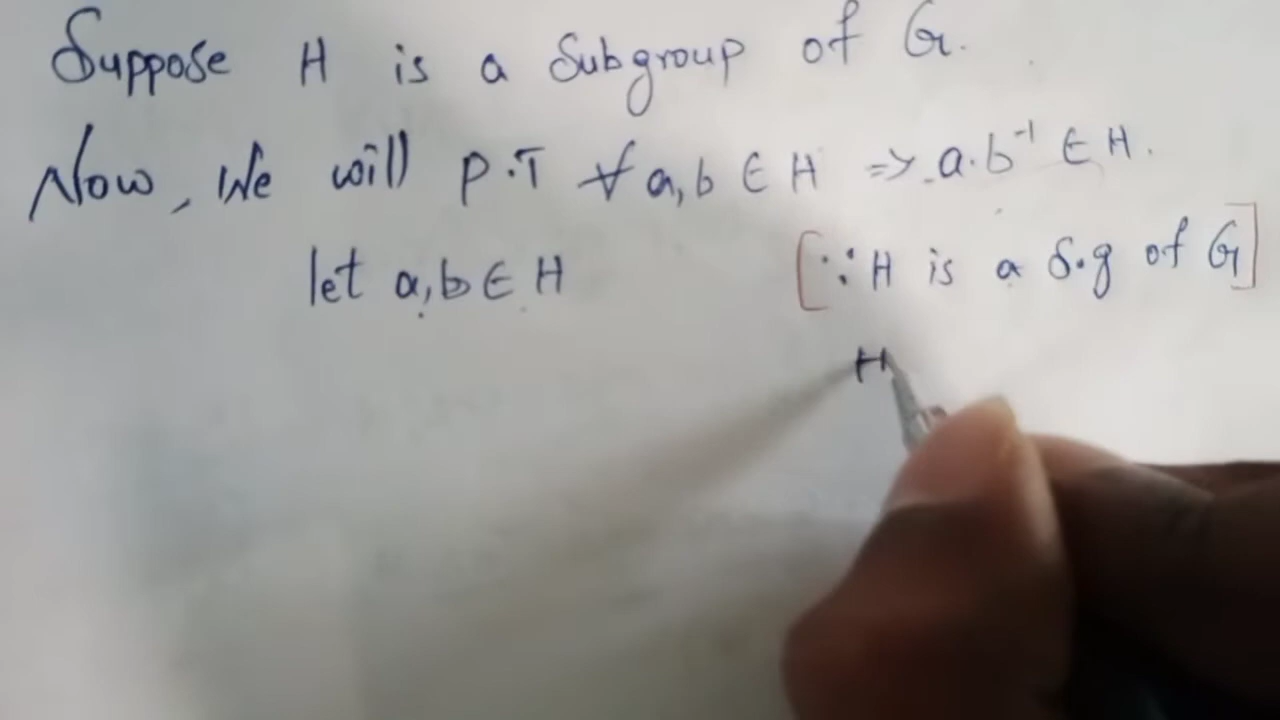 Suppose H is a Subgroup of G.
Now, We will P.T ∀ a,b ∈ H => a.b⁻¹ ∈ H.
let a,b ∈ H [∵ H is a S.g of G]
H